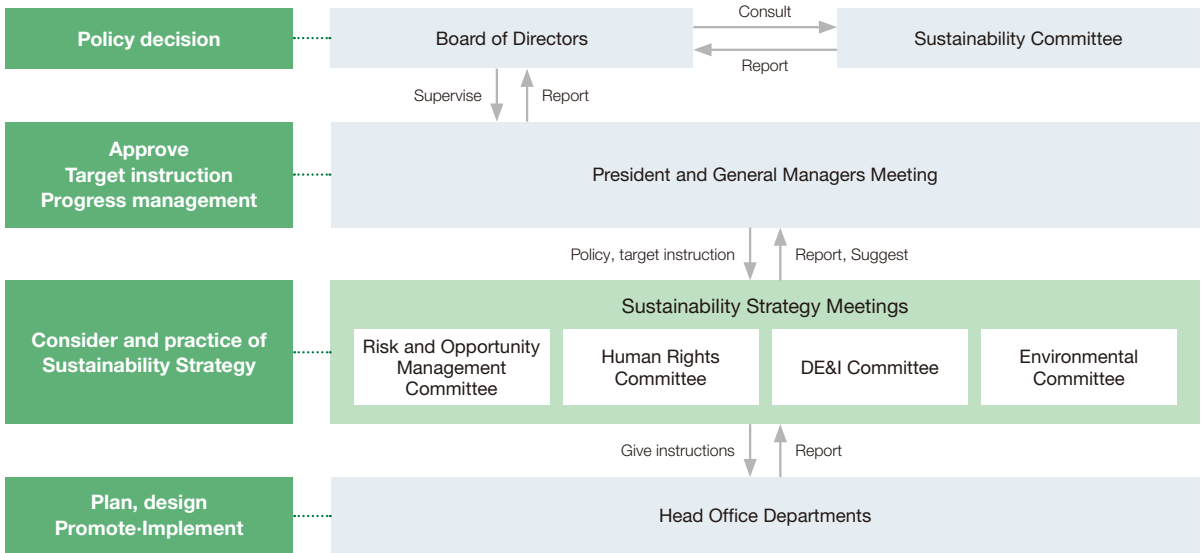 Policy decision
Board of Directors
Consult
Report
Sustainability Committee
Supervise
Report
Approve
Target instruction
Progress management
President and General Managers Meeting
Policy, target instruction
Report, Suggest
Consider and practice of
Sustainability Strategy
Sustainability Strategy Meetings
Risk and Opportunity
Management
Committee
Human Rights
Committee
DE&I Committee
Environmental
Committee
Give instructions
Report
Plan, design
Promote·Implement
Head Office Departments